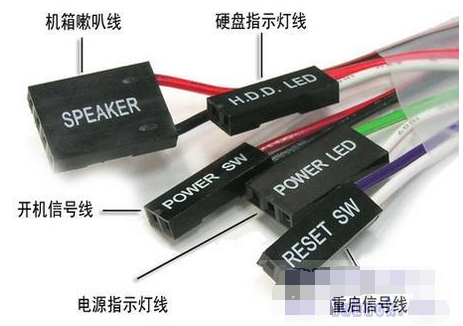 机箱喇叭线
硬盘指示灯线
SPEAKER
H.D.D. LED
POWER SW
POWER LED
RESET SW
开机信号线
电源指示灯线
重启信号线